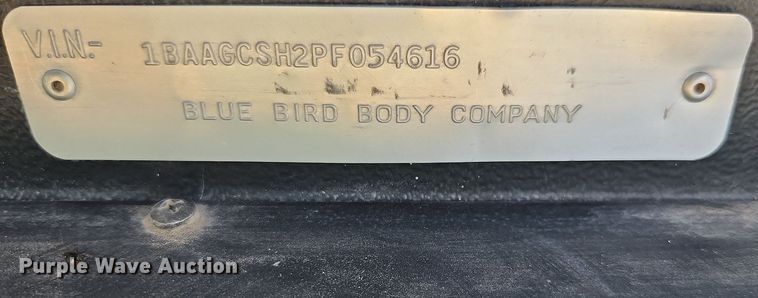 V.I.N.- 1BAAGCSH2PF054616
BLUE BIRD BODY COMPANY
Purple Wave Auction